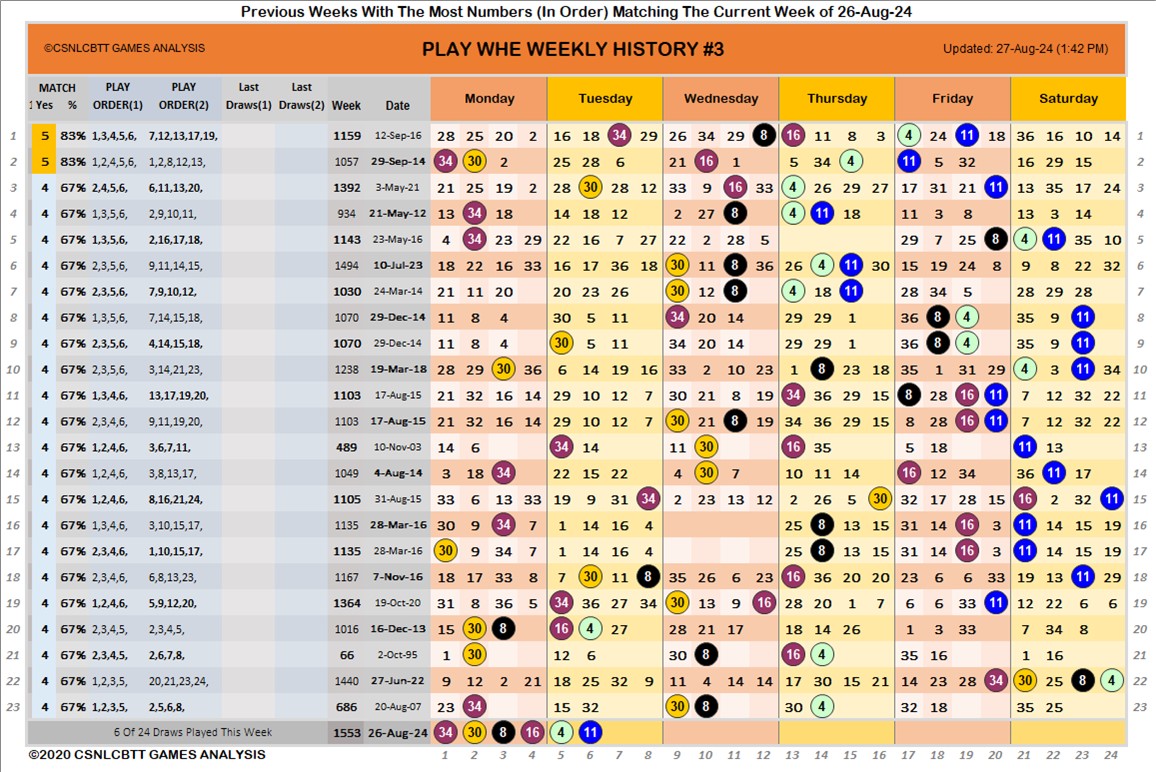 Previous Weeks With The Most Numbers (In Order) Matching The Current Week of 26-Aug-24
©CSNLCBTT GAMES ANALYSIS PLAY WHE WEEKLY HISTORY #3 Updated: 27-Aug-24 (1:42 PM)
MATCH PLAY PLAY Last Last
1 Yes % ORDER(1) ORDER(2) Draws(1) Draws(2) Week Date Monday Tuesday Wednesday Thursday Friday Saturday
1 5 83% 1,3,4,5,6, 7,12,13,17,19, 1159 12-Sep-16 28 25 20 2 16 18 34 29 26 34 29 8 16 11 8 3 4 24 11 18 36 16 10 14 1
2 5 83% 1,2,4,5,6, 1,2,8,12,13, 1057 29-Sep-14 34 30 2 25 28 6 21 16 1 5 34 4 11 5 32 16 29 15 2
3 4 67% 2,4,5,6, 6,11,13,20, 1392 3-May-21 21 25 19 2 28 30 28 12 33 9 16 33 4 26 29 27 17 31 21 11 13 35 17 24 3
4 4 67% 1,3,5,6, 2,9,10,11, 934 21-May-12 13 34 18 14 18 12 2 27 8 4 11 18 11 3 8 13 3 14 4
5 4 67% 1,3,5,6, 2,16,17,18, 1143 23-May-16 4 34 23 29 22 16 7 27 22 2 28 5 29 7 25 8 4 11 35 10 5
6 4 67% 2,3,5,6, 9,11,14,15, 1494 10-Jul-23 18 22 16 33 16 17 36 18 30 11 8 36 26 4 11 30 15 19 24 8 9 8 22 32 6
7 4 67% 2,3,5,6, 7,9,10,12, 1030 24-Mar-14 21 11 20 20 23 26 30 12 8 4 18 11 28 34 5 28 29 28 7
8 4 67% 1,3,5,6, 7,14,15,18, 1070 29-Dec-14 11 8 4 30 5 11 34 20 14 29 29 1 36 8 4 35 9 11 8
9 4 67% 2,3,5,6, 4,14,15,18, 1070 29-Dec-14 11 8 4 30 5 11 34 20 14 29 29 1 36 8 4 35 9 11 9
10 4 67% 2,3,5,6, 3,14,21,23, 1238 19-Mar-18 28 29 30 36 6 14 19 16 33 2 10 23 1 8 23 18 35 1 31 29 4 3 11 34 10
11 4 67% 1,3,4,6, 13,17,19,20, 1103 17-Aug-15 21 32 16 14 29 10 12 7 30 21 8 19 34 36 29 15 8 28 16 11 7 12 32 22 11
12 4 67% 2,3,4,6, 9,11,19,20, 1103 17-Aug-15 21 32 16 14 29 10 12 7 30 21 8 19 34 36 29 15 8 28 16 11 7 12 32 22 12
13 4 67% 1,2,4,6, 3,6,7,11, 489 10-Nov-03 14 6 34 14 11 30 16 35 5 18 11 13 13
14 4 67% 1,2,4,6, 3,8,13,17, 1049 4-Aug-14 3 18 34 22 15 22 4 30 7 10 11 14 16 12 34 36 11 17 14
15 4 67% 1,2,4,6, 8,16,21,24, 1105 31-Aug-15 33 6 13 33 19 9 31 34 2 23 13 12 2 26 5 30 32 17 28 15 16 2 32 11 15
16 4 67% 1,3,4,6, 3,10,15,17, 1135 28-Mar-16 30 9 34 7 1 14 16 4 25 8 13 15 31 14 16 3 11 14 15 19 16
17 4 67% 2,3,4,6, 1,10,15,17, 1135 28-Mar-16 30 9 34 7 1 14 16 4 25 8 13 15 31 14 16 3 11 14 15 19 17
18 4 67% 2,3,4,6, 6,8,13,23, 1167 7-Nov-16 18 17 33 8 7 30 11 8 35 26 6 23 16 36 20 20 23 6 6 33 19 13 11 29 18
19 4 67% 1,2,4,6, 5,9,12,20, 1364 19-Oct-20 31 8 36 5 34 36 27 34 30 13 9 16 28 20 1 7 6 6 33 11 12 22 6 6 19
20 4 67% 2,3,4,5, 2,3,4,5, 1016 16-Dec-13 15 30 8 16 4 27 28 21 17 18 14 26 1 3 33 7 34 8 20
21 4 67% 2,3,4,5, 2,6,7,8, 66 2-Oct-95 1 30 12 6 30 8 16 4 35 16 1 16 21
22 4 67% 1,2,3,5, 20,21,23,24, 1440 27-Jun-22 9 12 2 21 18 25 32 9 11 4 14 14 17 30 15 21 14 23 28 34 30 25 8 4 22
23 4 67% 1,2,3,5, 2,5,6,8, 686 20-Aug-07 23 34 15 32 30 8 30 4 32 18 35 25 23
6 Of 24 Draws Played This Week 1553 26-Aug-24 34 30 8 16 4 11
©2020 CSNLCBTT GAMES ANALYSIS 1 2 3 4 5 6 7 8 9 10 11 12 13 14 15 16 17 18 19 20 21 22 23 24